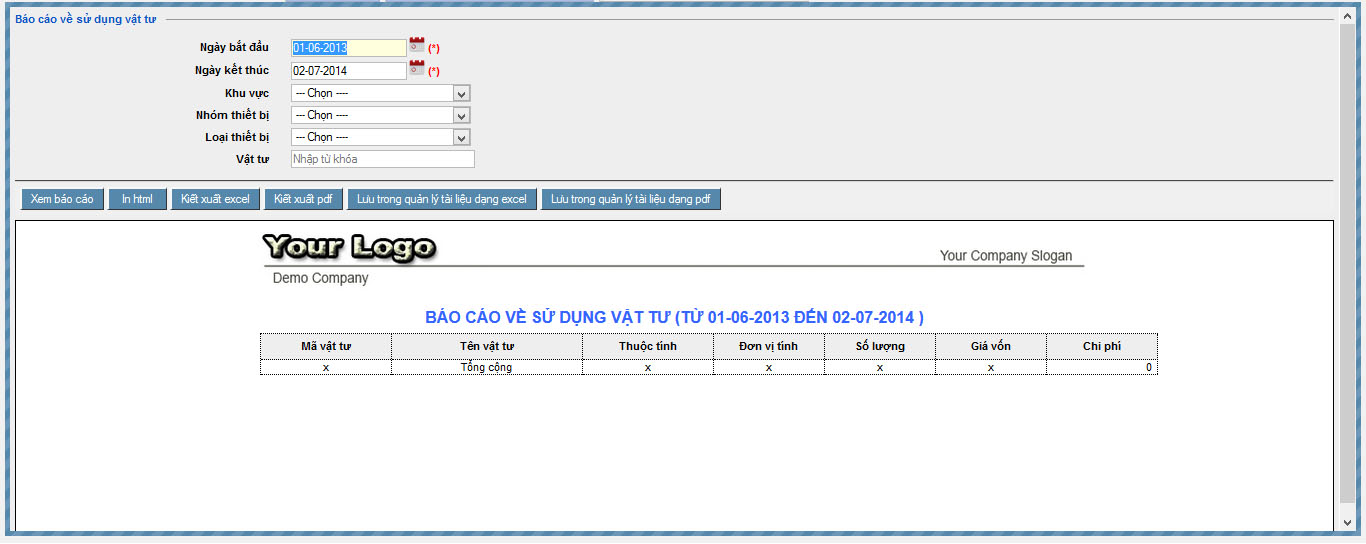 Báo cáo về sử dụng vật tư
Ngày bắt đầu 01-06-2013 (*)
Ngày kết thúc 02-07-2014 (*)
Khu vực --- Chọn ----
Nhóm thiết bị --- Chọn ----
Loại thiết bị --- Chọn ----
Vật tư Nhập từ khóa
Xem báo cáo In html Kiết xuất excel Kiết xuất pdf Lưu trong quản lý tài liệu dạng excel Lưu trong quản lý tài liệu dạng pdf
Your Logo
Your Company Slogan
Demo Company
BÁO CÁO VỀ SỬ DỤNG VẬT TƯ (TỪ 01-06-2013 ĐẾN 02-07-2014 )
Mã vật tư Tên vật tư Thuộc tính Đơn vị tính Số lượng Giá vốn Chi phí
x Tổng cộng x x x x 0